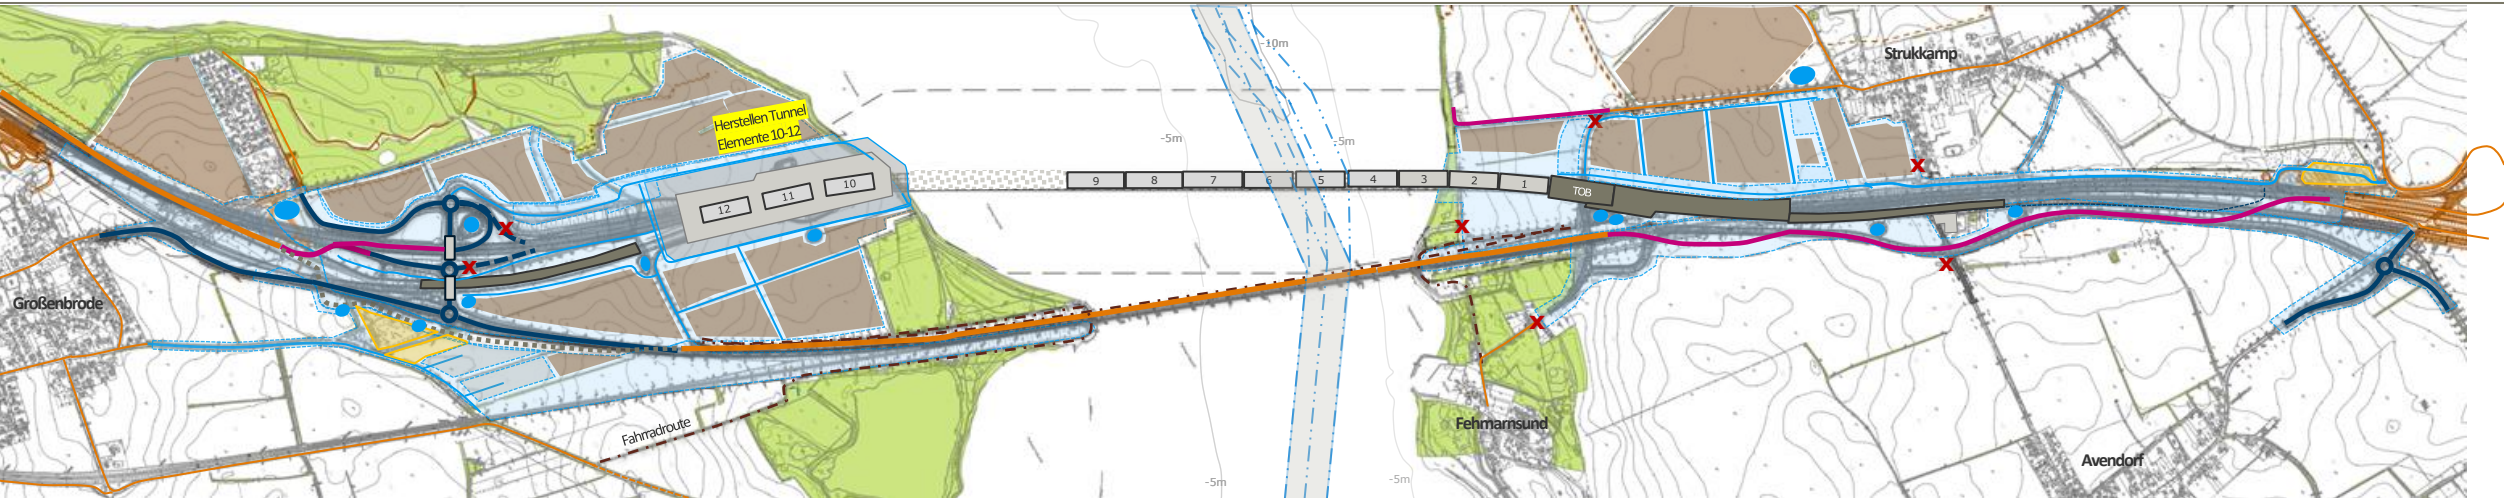 -10m
Strukkamp
Herstellen Tunnel
Elemente 10-12
-5m
-5m
9 8 7 6 5 4 3 2 1 TOB
12 11 10
Großenbrode
Fahrradroute
Fehmarnsund
Avendorf
-5m
-5m